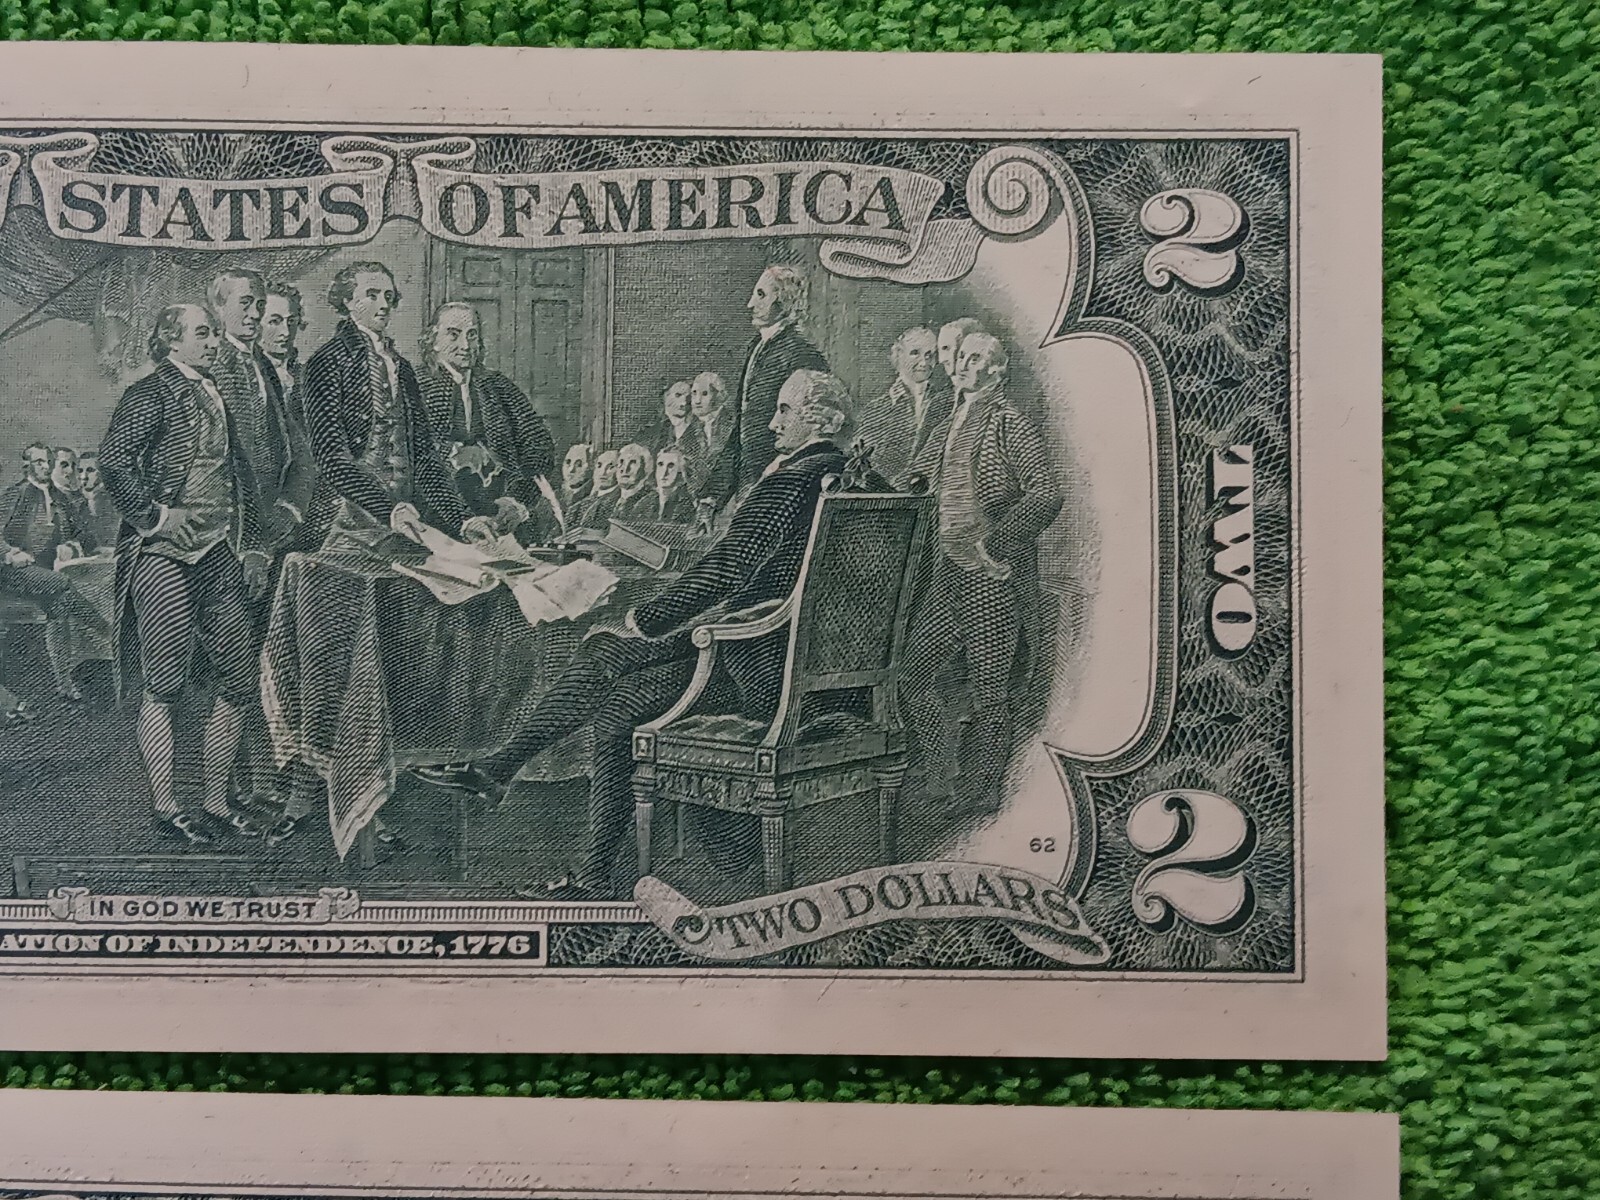 STATES OF AMERICA
2
TWO
62
2
TWO DOLLARS
IN GOD WE TRUST
ATION OF INDEPENDENCE, 1776